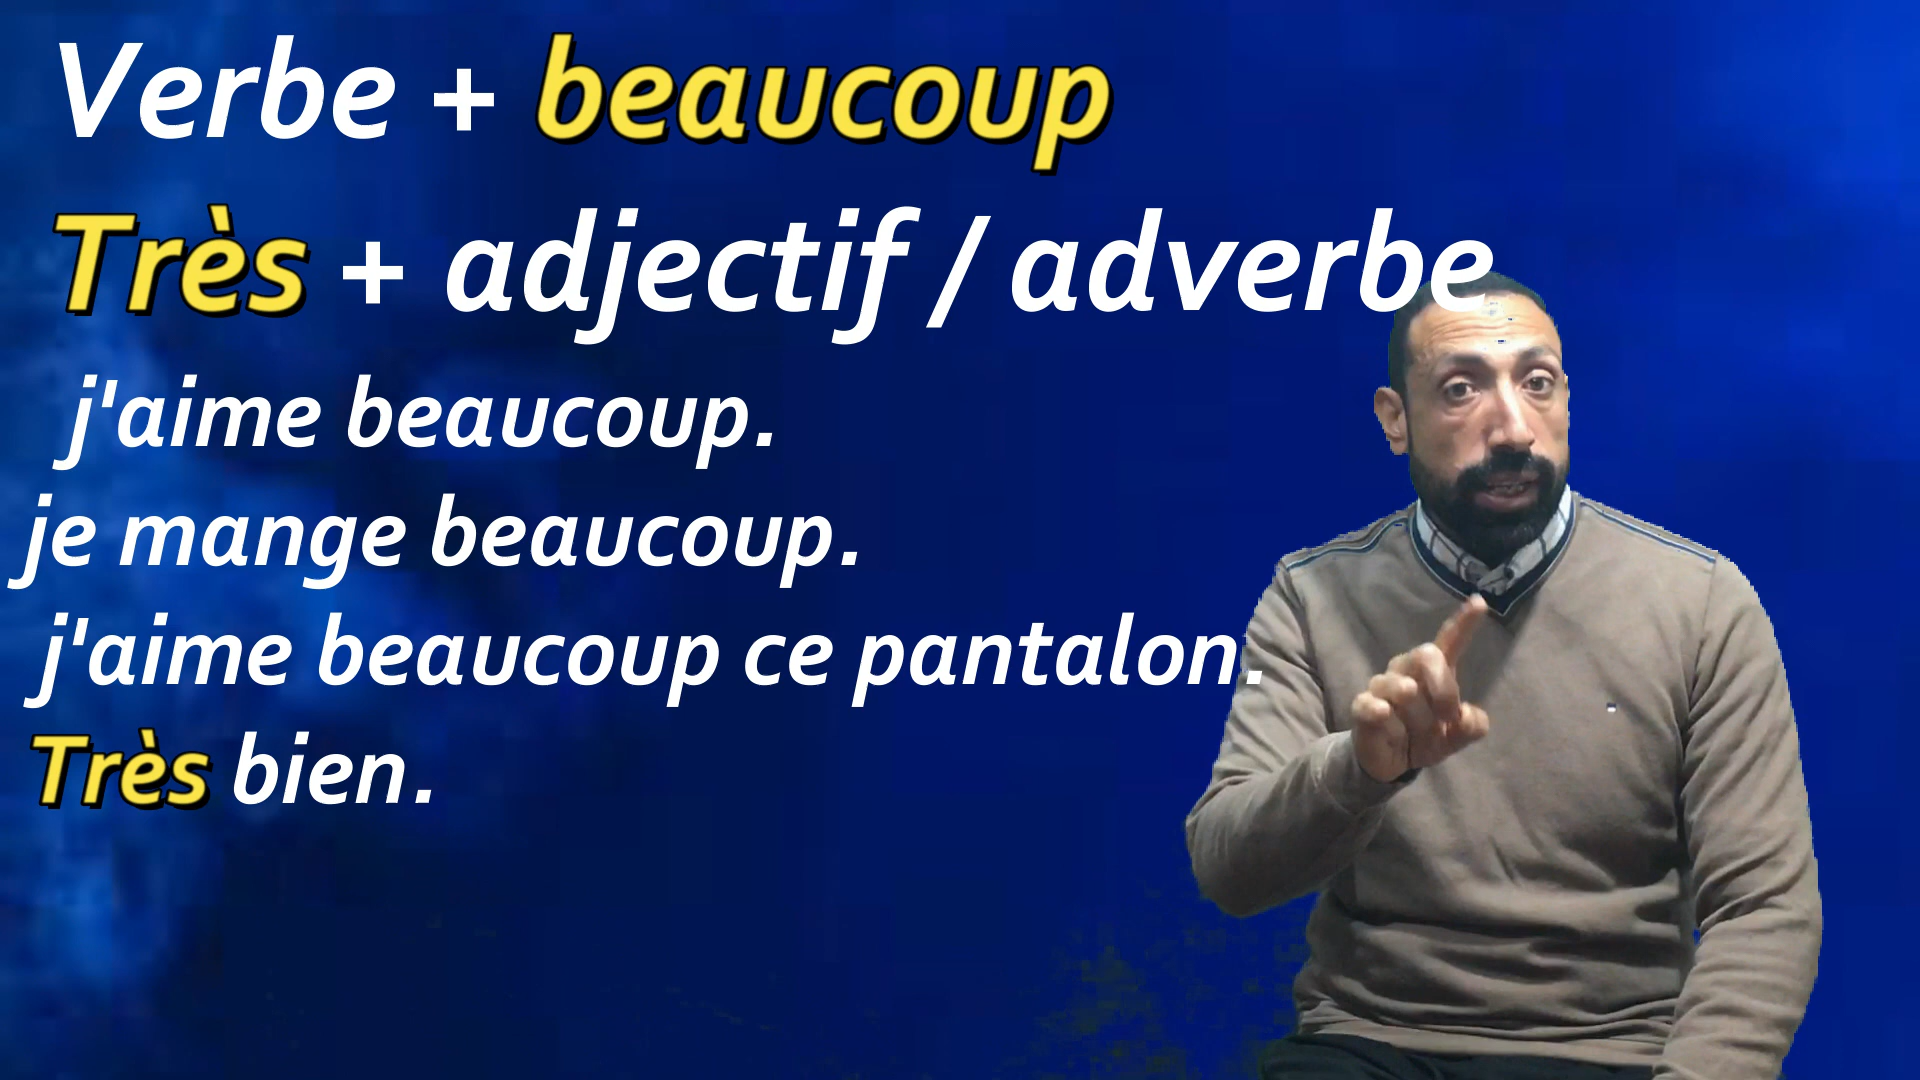 Verbe + beaucoup
Très + adjectif / adverbe
j'aime beaucoup.
je mange beaucoup.
j'aime beaucoup ce pantalon.
Très bien.